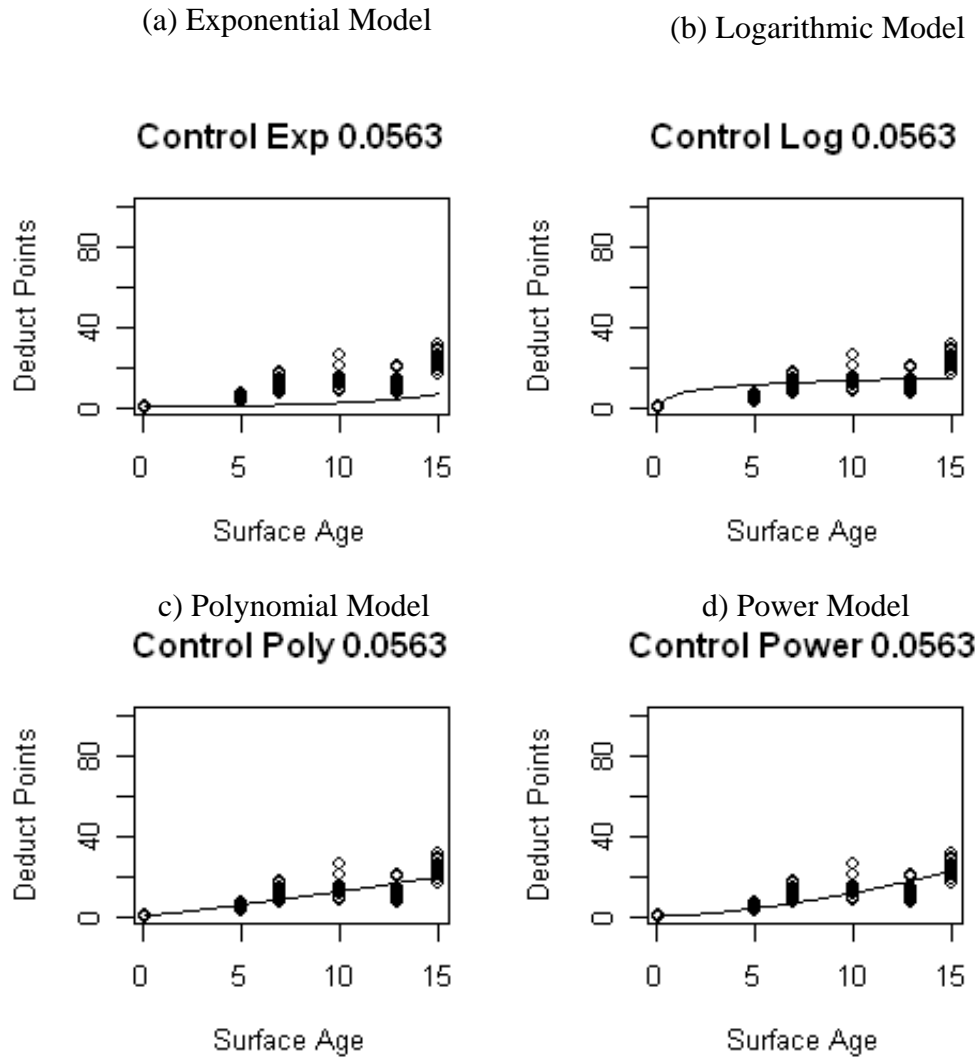 (a) Exponential Model
(b) Logarithmic Model
Control Exp 0.0563
Deduct Points
0 40 80
0 5 10 15
Surface Age
Control Log 0.0563
Deduct Points
0 40 80
0 5 10 15
Surface Age
c) Polynomial Model
d) Power Model
Control Poly 0.0563
Deduct Points
0 40 80
0 5 10 15
Surface Age
Control Power 0.0563
Deduct Points
0 40 80
0 5 10 15
Surface Age